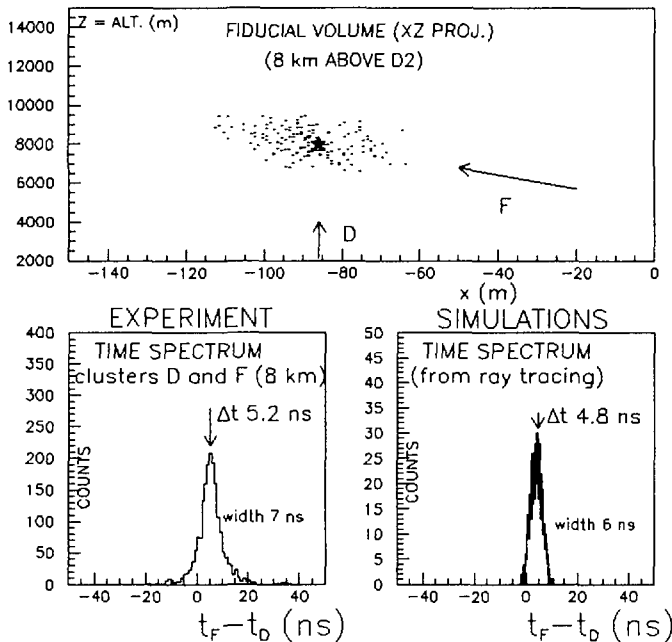 Z = ALT. (m)
FIDUCIAL VOLUME (XZ PROJ.)
(8 km ABOVE D2)
14000
12000
10000
8000
6000
4000
2000
F
D
−140 −120 −100 −80 −60 −40 −20 0
x (m)
EXPERIMENT
400
350
300
250
200
150
100
50
0
COUNTS
TIME SPECTRUM
clusters D and F (8 km)
Δt 5.2 ns
width 7 ns
−40 −20 0 20 40
t_F−t_D (ns)
SIMULATIONS
50
45
40
35
30
25
20
15
10
5
0
COUNTS
TIME SPECTRUM
(from ray tracing)
Δt 4.8 ns
width 6 ns
−40 −20 0 20 40
t_F−t_D (ns)